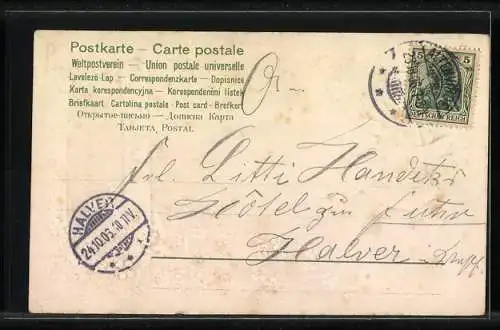 Postkarte – Carte postale
Weltpostverein – Union postale universelle
Levelező-Lap – Correspondenzkarte – Dopisnice
Karta korespondencyjna – Korespondenční lístek
Briefkaart – Cartolina postale – Post card – Brefkort
Открытое письмо – Дописна Карта
Tarjeta Postal
5
DEUTSCHES REICH
Frl. Litti
Hôtel zur
Halver
HALVER
24.10.05. 10-11V.